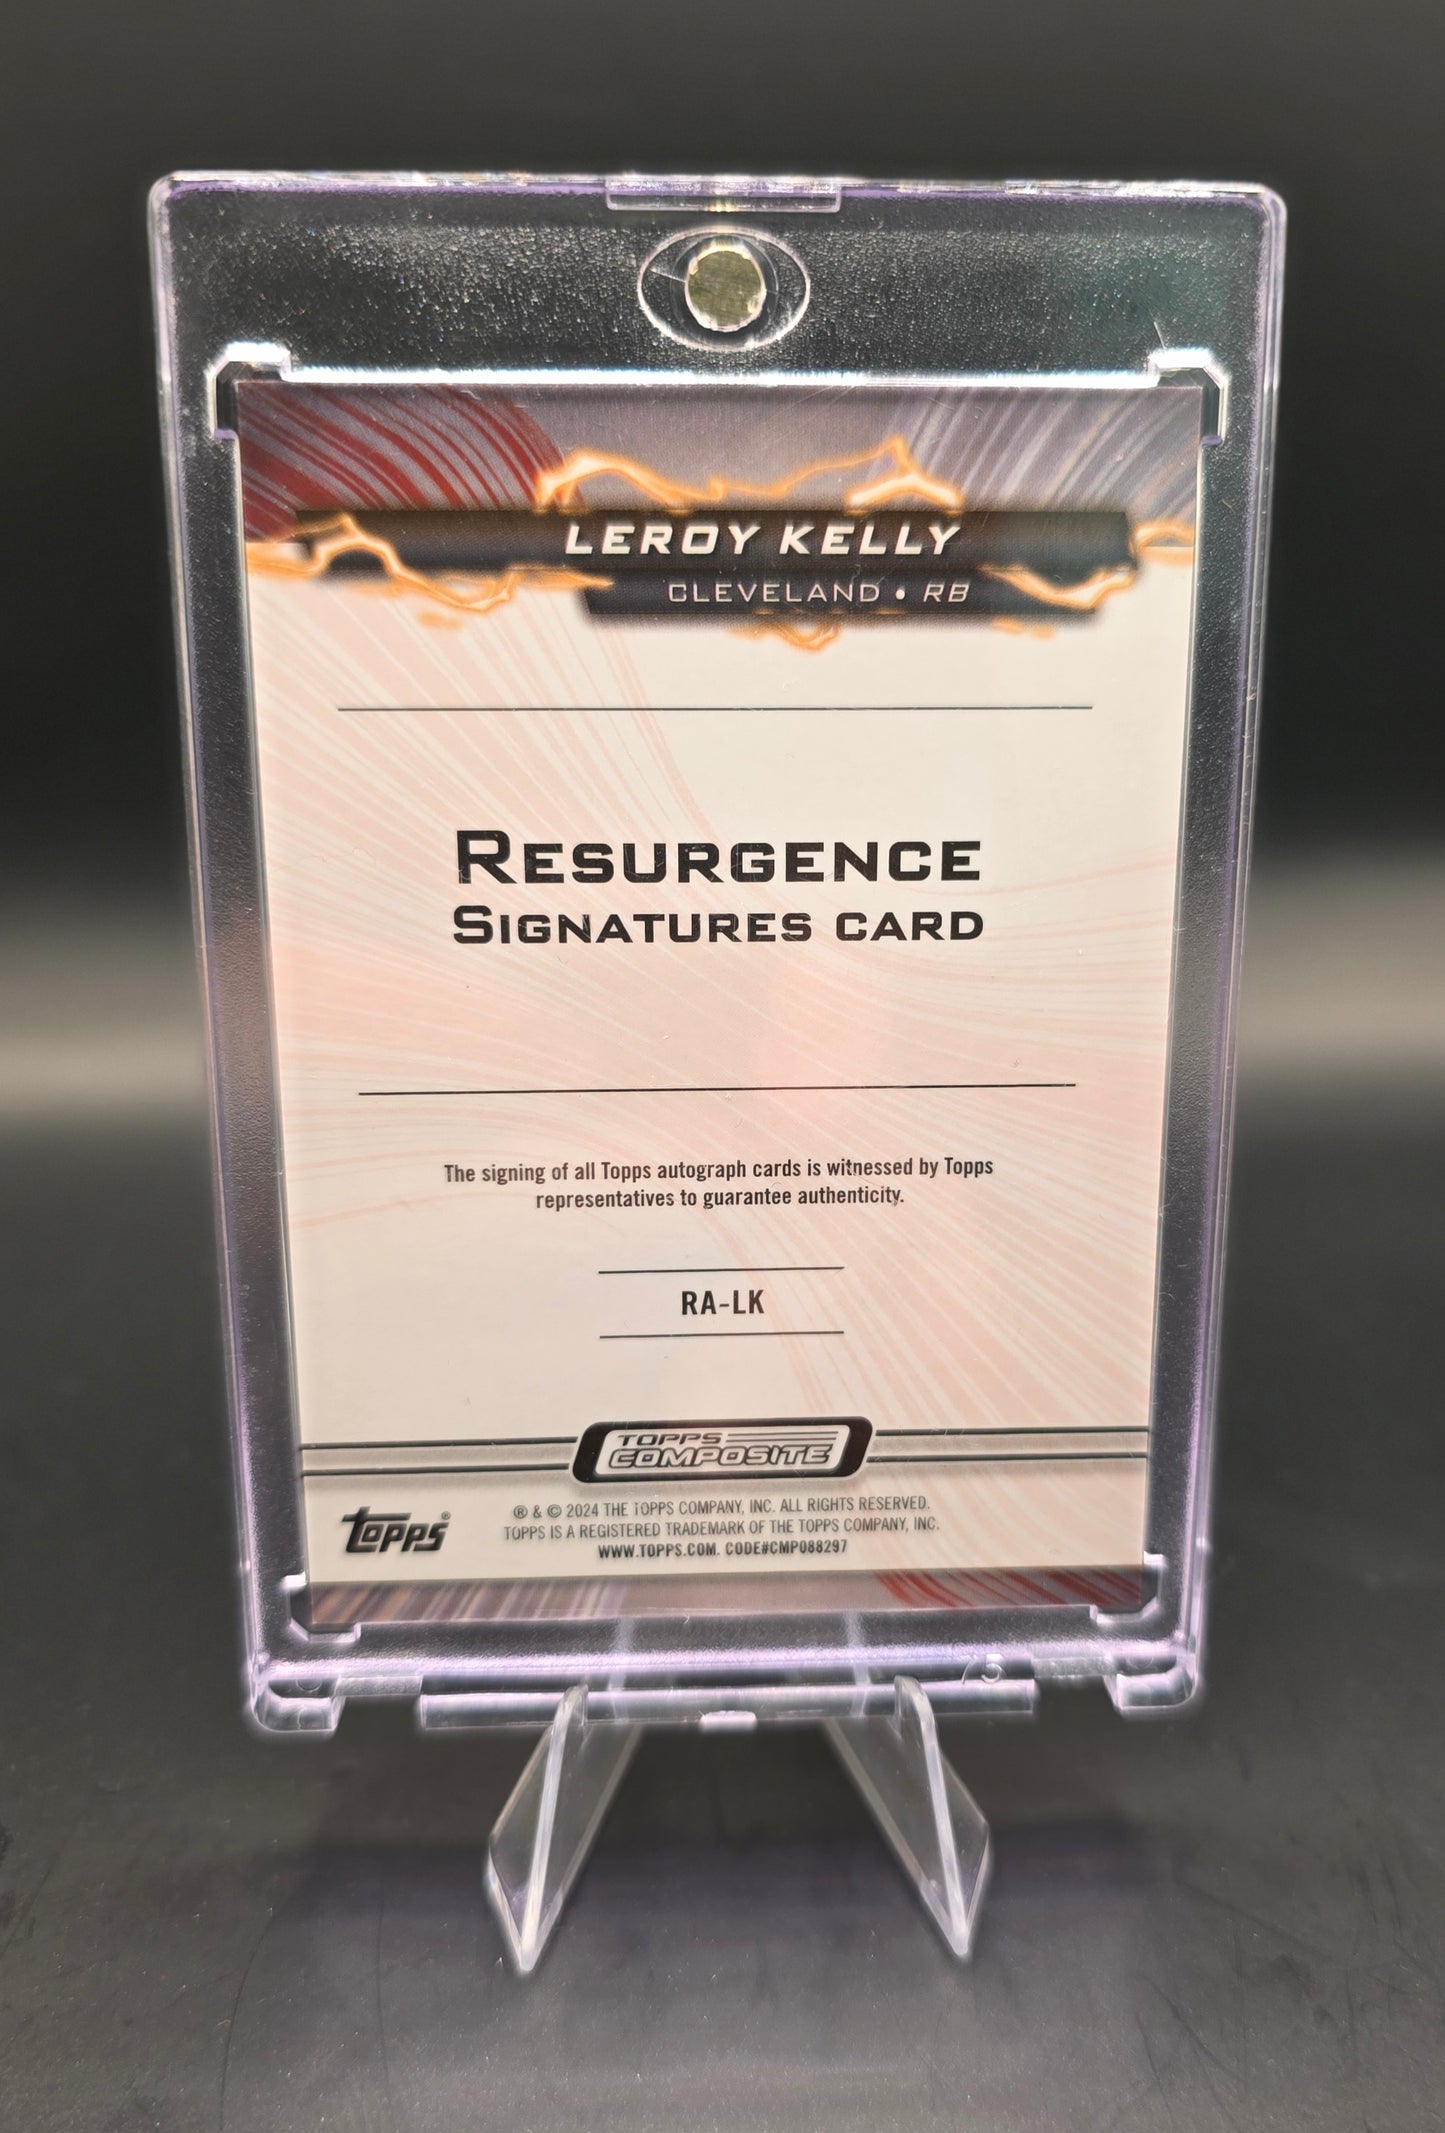 LEROY KELLY
CLEVELAND • RB
RESURGENCE
SIGNATURES CARD
The signing of all Topps autograph cards is witnessed by Topps
representatives to guarantee authenticity.
RA-LK
TOPPS
COMPOSITE
topps®
® & © 2024 THE TOPPS COMPANY, INC. ALL RIGHTS RESERVED.
TOPPS IS A REGISTERED TRADEMARK OF THE TOPPS COMPANY, INC.
WWW.TOPPS.COM. CODE#CMP088297